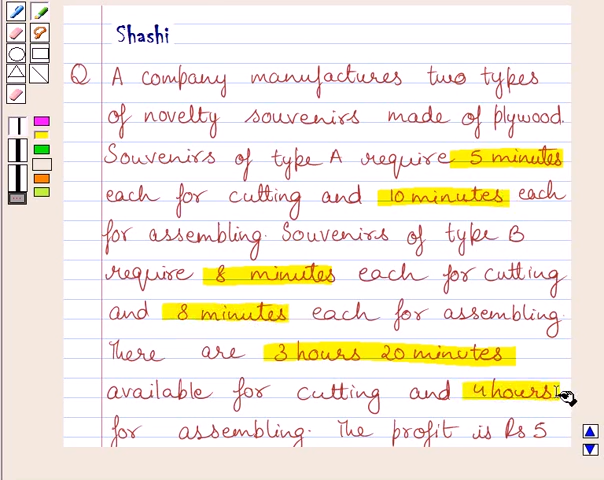 Shashi
Q A company manufactures two types
of novelty souvenirs made of plywood.
Souvenirs of type A require 5 minutes
each for cutting and 10 minutes each
for assembling. Souvenirs of type B
require 8 minutes each for cutting
and 8 minutes each for assembling.
There are 3 hours 20 minutes
available for cutting and 4 hours
for assembling. The profit is Rs 5